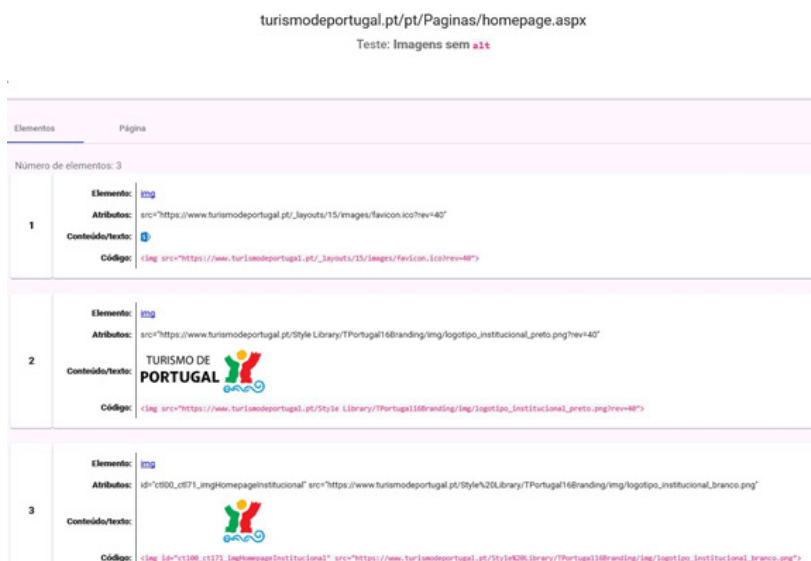 turismodeportugal.pt/pt/Paginas/homepage.aspx
Teste: Imagens sem alt
Elementos Página
Número de elementos: 3
1
Elemento: img
Atributos: src="https://www.turismodeportugal.pt/_layouts/15/images/favicon.ico?rev=40"
Conteúdo/texto:
Código: <img src="https://www.turismodeportugal.pt/_layouts/15/images/favicon.ico?rev=40">
2
Elemento: img
Atributos: src="https://www.turismodeportugal.pt/Style Library/TPortugal16Branding/img/logotipo_institucional_preto.png?rev=40"
Conteúdo/texto:
TURISMO DE
PORTUGAL
Código: <img src="https://www.turismodeportugal.pt/Style Library/TPortugal16Branding/img/logotipo_institucional_preto.png?rev=40">
3
Elemento: img
Atributos: id="ctl00_ctl71_imgHomepageInstitucional" src="https://www.turismodeportugal.pt/Style%20Library/TPortugal16Branding/img/logotipo_institucional_branco.png"
Conteúdo/texto:
Código: <img id="ctl00_ctl71_imgHomepageInstitucional" src="https://www.turismodeportugal.pt/Style%20Library/TPortugal16Branding/img/logotipo_institucional_branco.png">